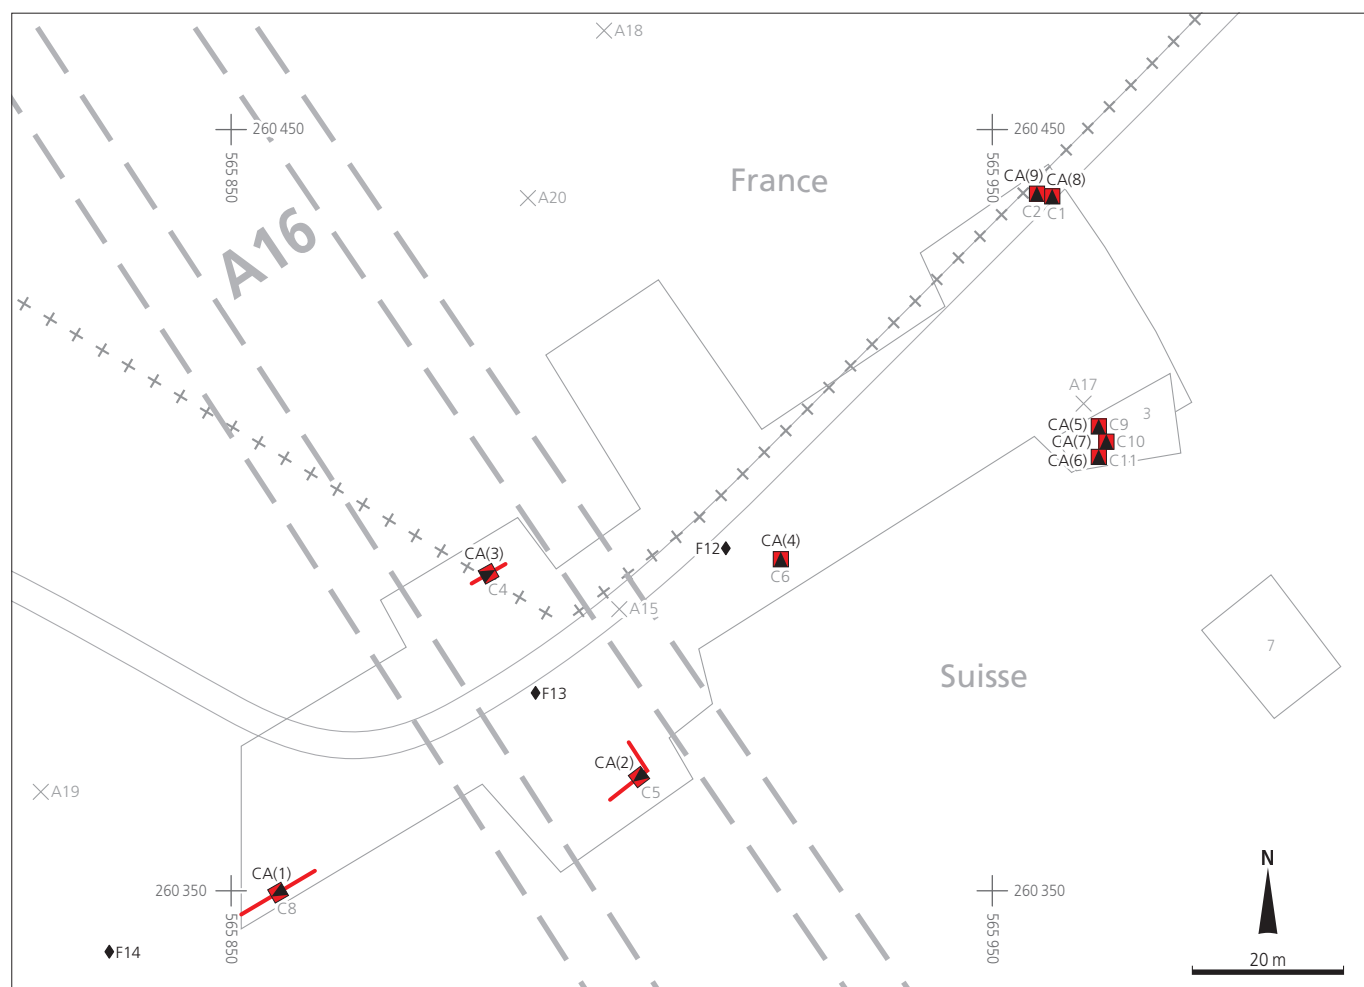 A18
260 450
260 450
565 850
565 950
France
CA(9)
CA(8)
C2
C1
A20
A16
A17
3
CA(5)
C9
CA(7)
C10
CA(6)
C11
F12
CA(4)
C6
CA(3)
C4
A15
7
Suisse
F13
CA(2)
C5
A19
CA(1)
C8
260 350
260 350
565 850
565 950
F14
N
20 m